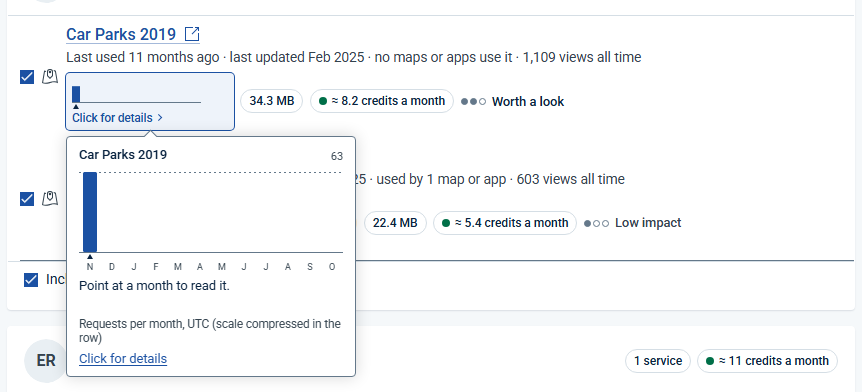 Car Parks 2019
Last used 11 months ago · last updated Feb 2025 · no maps or apps use it · 1,109 views all time
Click for details >
34.3 MB
≈ 8.2 credits a month
Worth a look
Car Parks 2019
63
N D J F M A M J J A S O
Point at a month to read it.
Requests per month, UTC (scale compressed in the
row)
Click for details
25 · used by 1 map or app · 603 views all time
22.4 MB
≈ 5.4 credits a month
Low impact
ER
1 service
≈ 11 credits a month